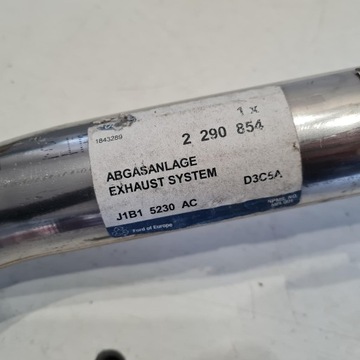 1 x
1843289
2 290 854
ABGASANLAGE
EXHAUST SYSTEM D3C5A
J1B1 5230 AC
Ford of Europe